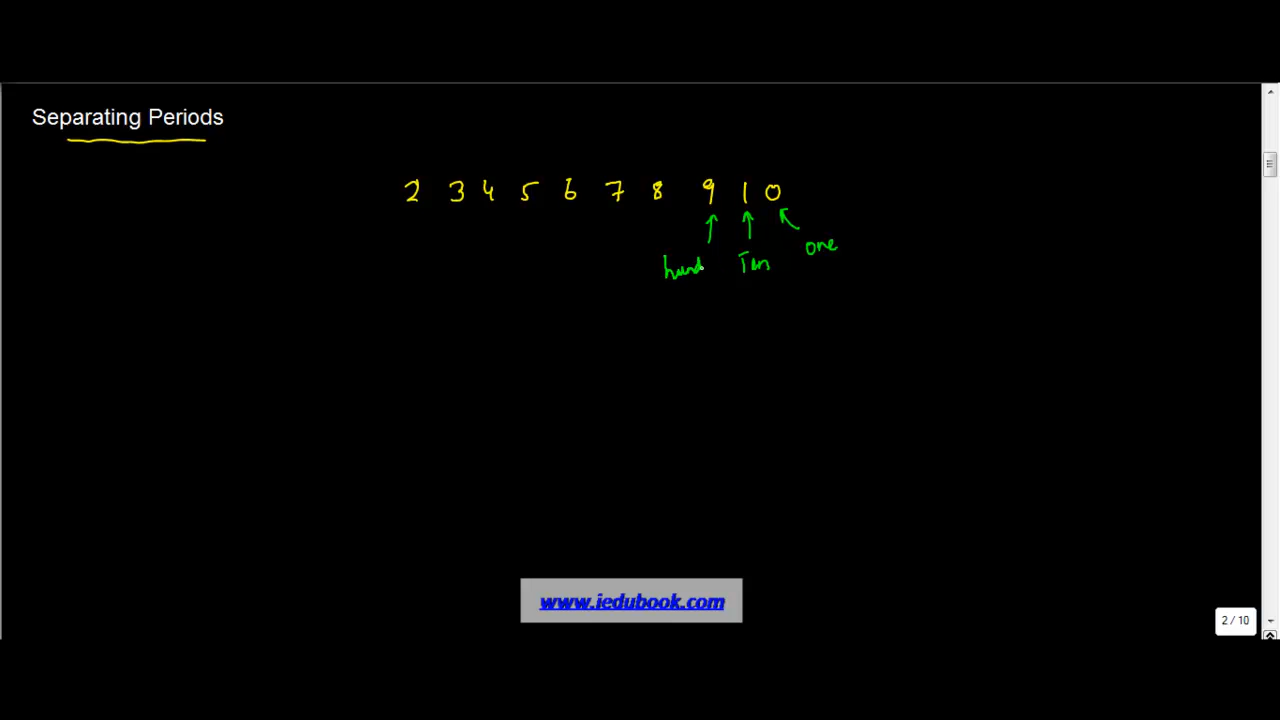 Separating Periods
2 3 4 5 6 7 8 9 1 0
one
hund Ten
www.iedubook.com
2 / 10